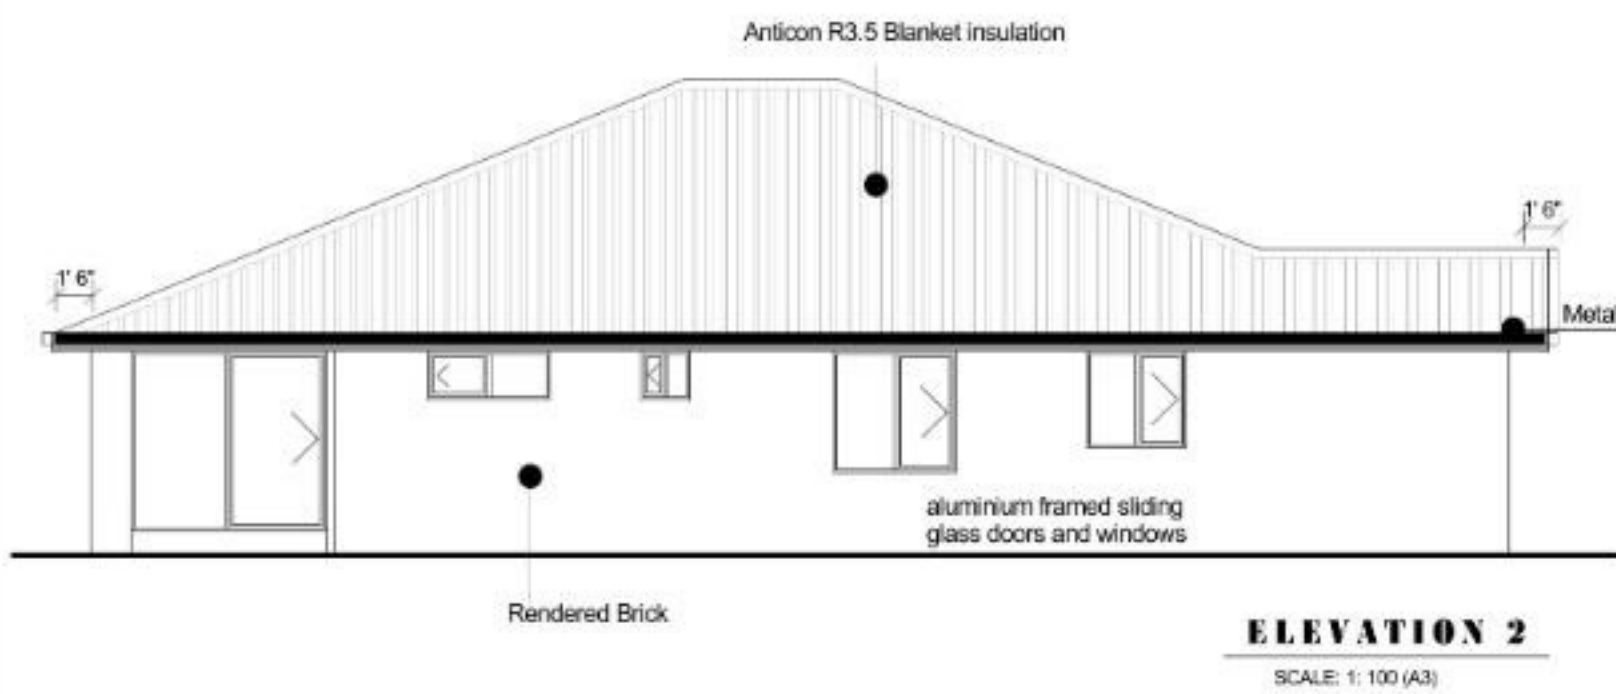 Anticon R3.5 Blanket insulation
1' 6"
1' 6"
Metal
aluminium framed sliding
glass doors and windows
Rendered Brick
ELEVATION 2
SCALE: 1: 100 (A3)